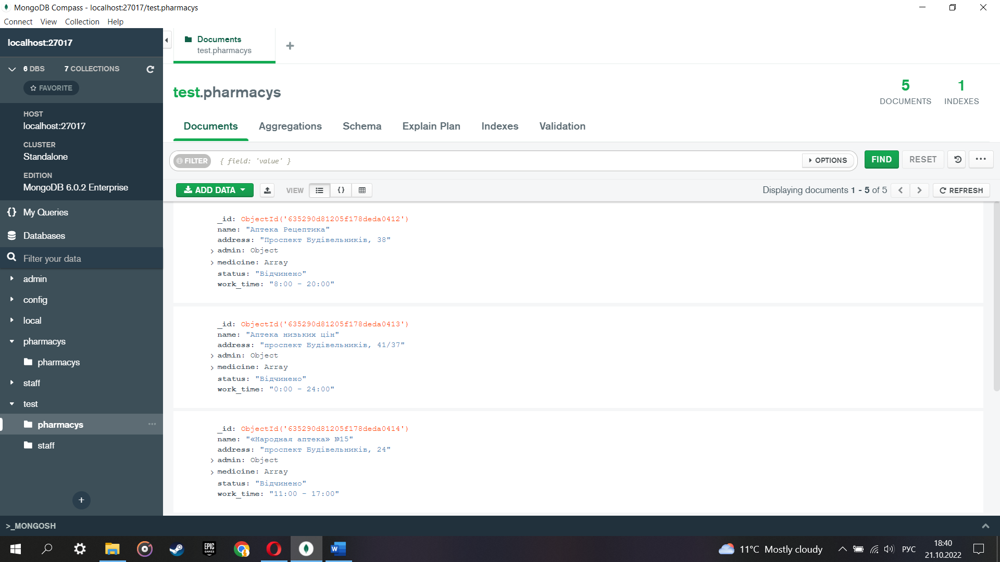 MongoDB Compass - localhost:27017/test.pharmacys
Connect View Collection Help
localhost:27017
6 DBS 7 COLLECTIONS
FAVORITE
HOST
localhost:27017
CLUSTER
Standalone
EDITION
MongoDB 6.0.2 Enterprise
{} My Queries
Databases
Filter your data
admin
config
local
pharmacys
pharmacys
staff
test
pharmacys
staff
Documents
test.pharmacys
test.pharmacys
5
DOCUMENTS
1
INDEXES
Documents Aggregations Schema Explain Plan Indexes Validation
FILTER { field: 'value' } OPTIONS FIND RESET
ADD DATA VIEW {} Displaying documents 1 - 5 of 5 REFRESH
_id: ObjectId('635290d81205f178deda0412')
name: "Аптека Рецептика"
address: "Проспект Будівельників, 38"
admin: Object
medicine: Array
status: "Відчинено"
work_time: "8:00 - 20:00"
_id: ObjectId('635290d81205f178deda0413')
name: "Аптека низьких цін"
address: "проспект Будівельників, 41/37"
admin: Object
medicine: Array
status: "Відчинено"
work_time: "0:00 - 24:00"
_id: ObjectId('635290d81205f178deda0414')
name: "«Народная аптека» №15"
address: "проспект Будівельників, 24"
admin: Object
medicine: Array
status: "Відчинено"
work_time: "11:00 - 17:00"
>_MONGOSH
EPIC
GAMES
W
11°C Mostly cloudy
РУС
18:40
21.10.2022